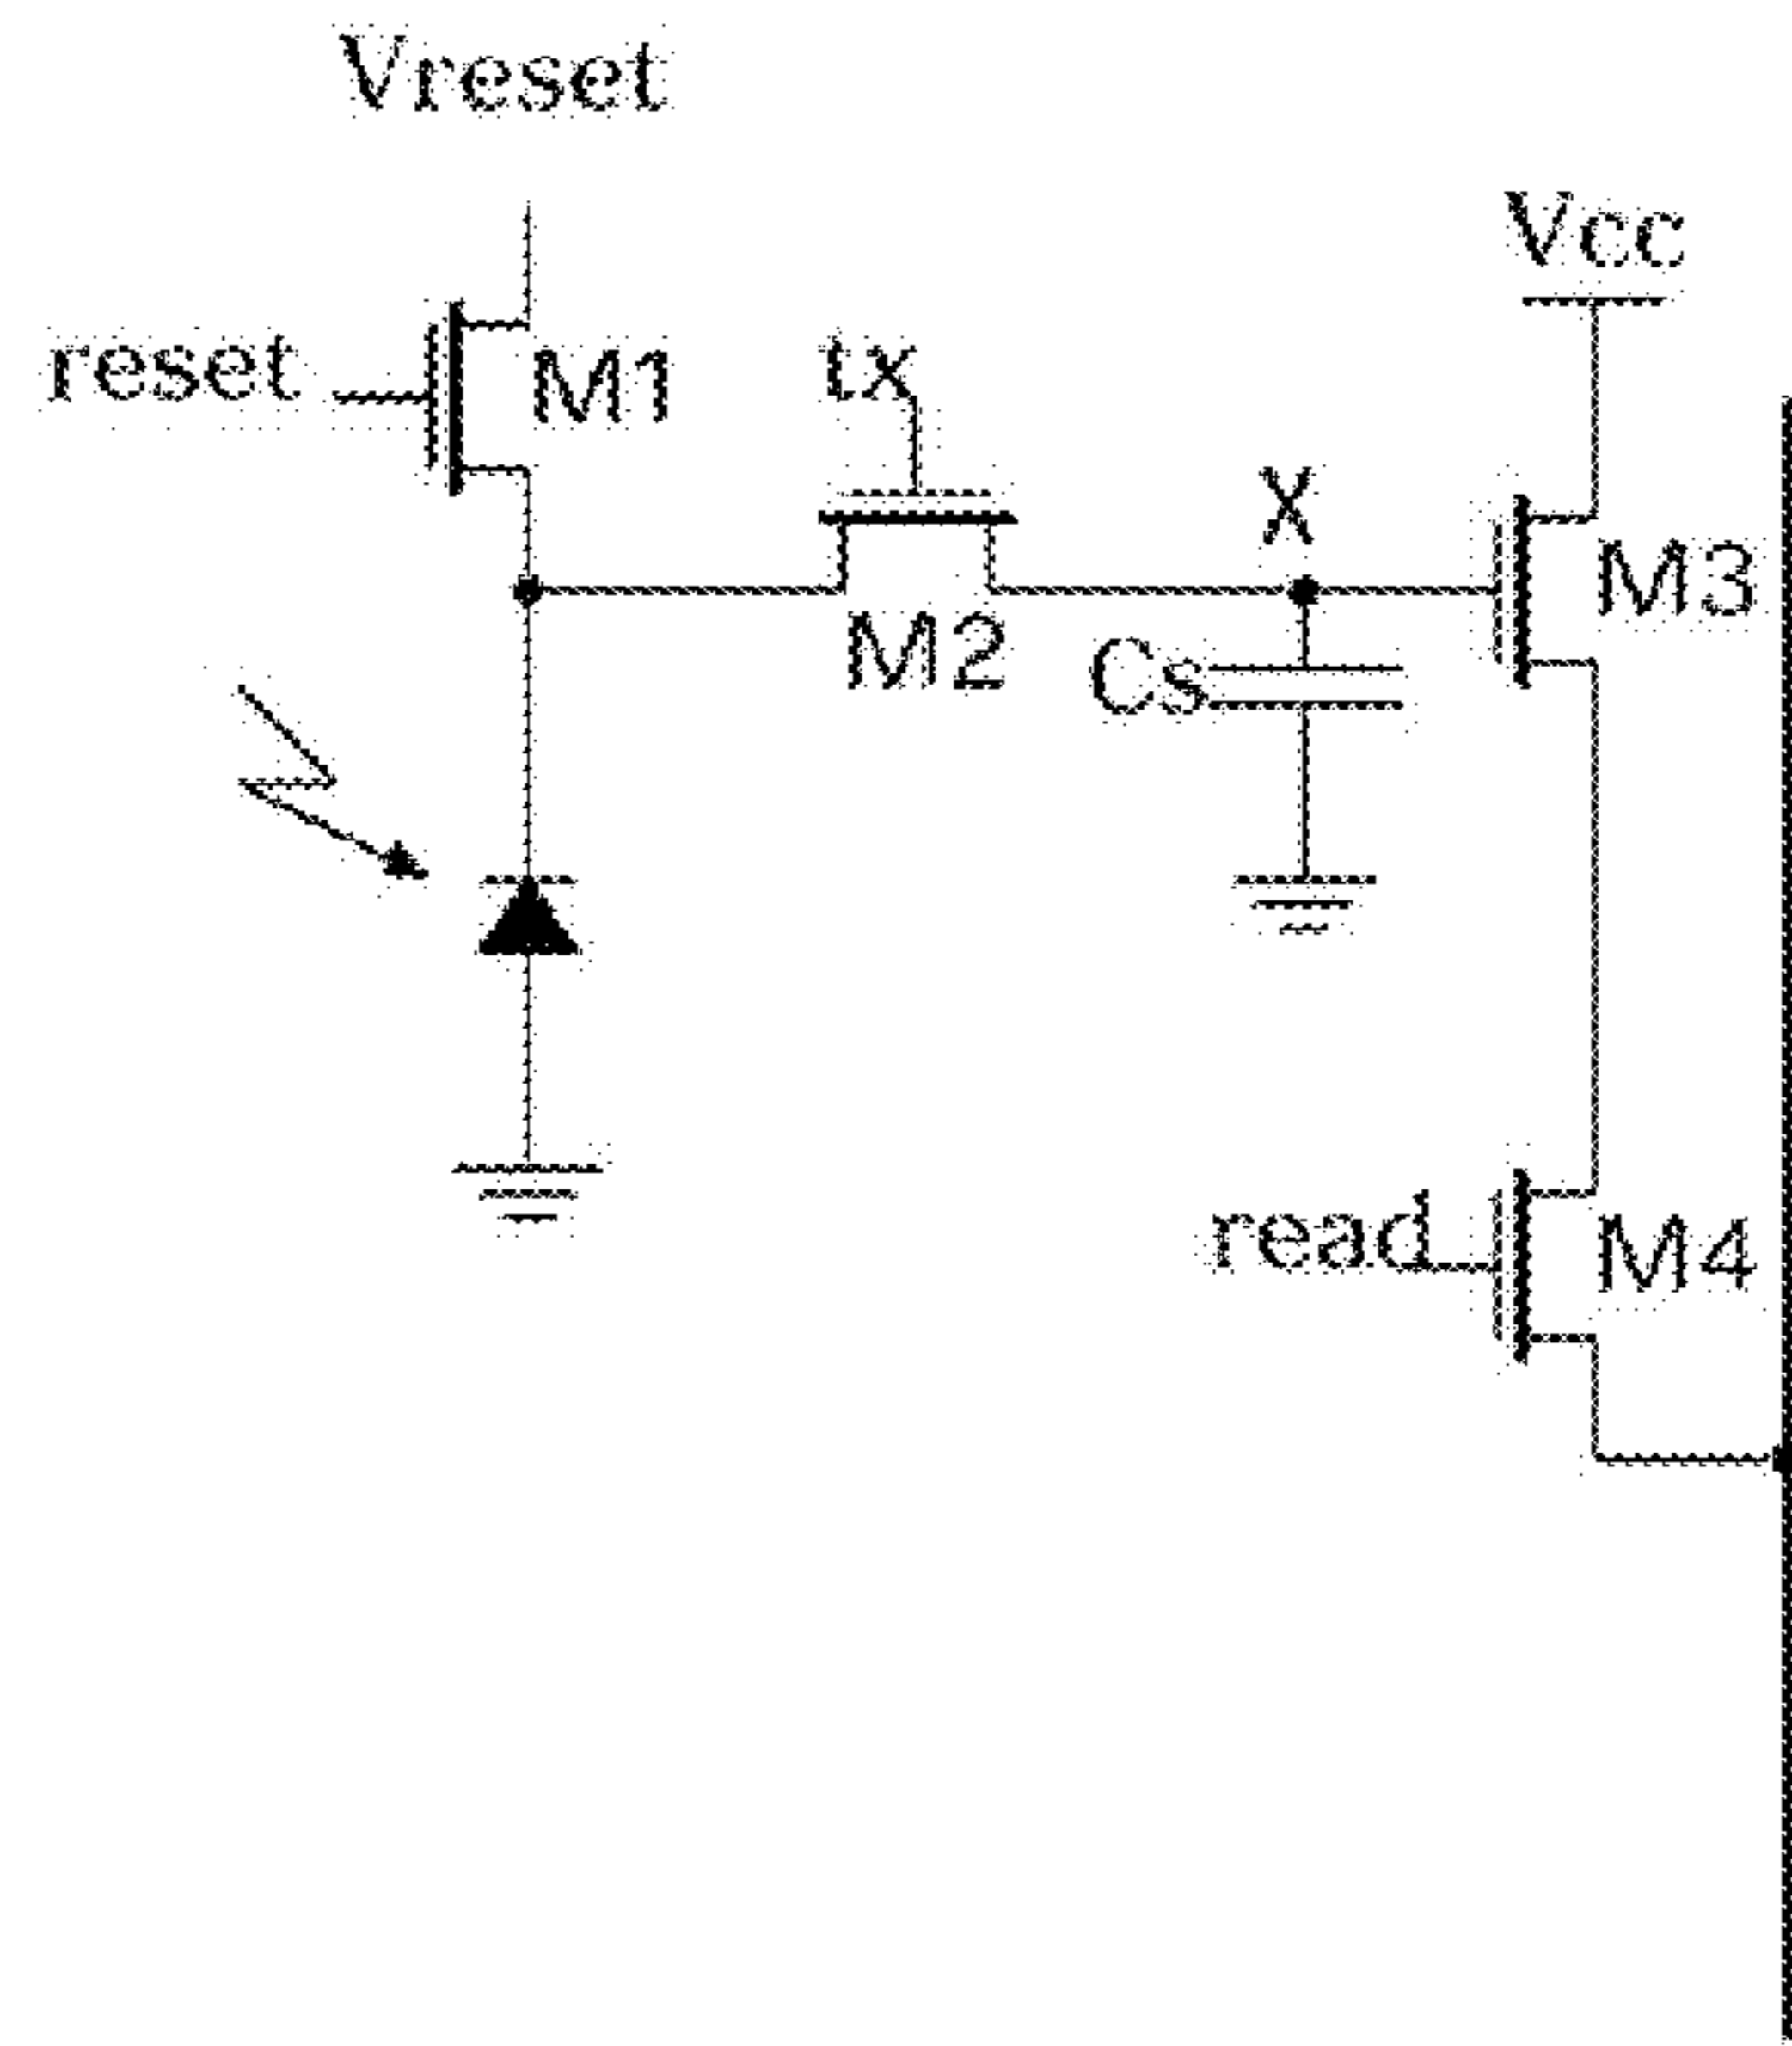 Vreset
Vcc
reset
M1
tx
X
M3
M2
Cs
read
M4